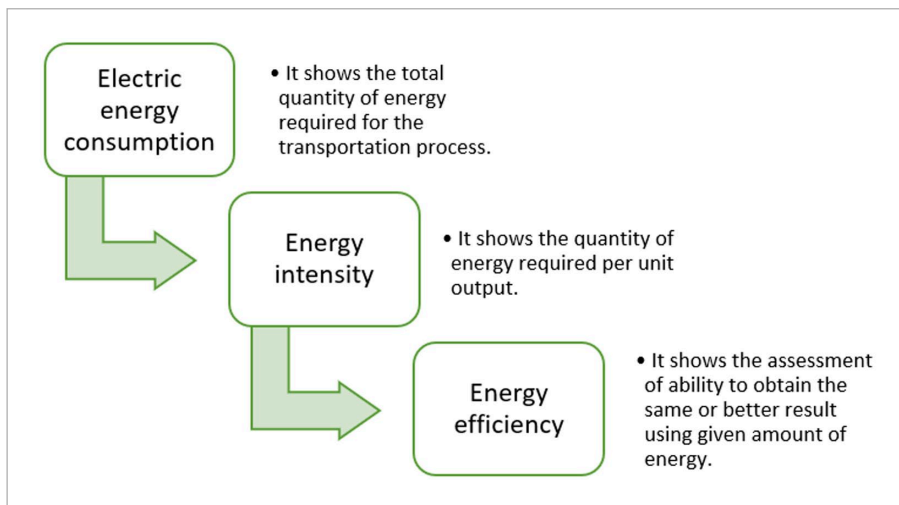 Electric
energy
consumption
• It shows the total
quantity of energy
required for the
transportation process.
Energy
intensity
• It shows the quantity of
energy required per unit
output.
Energy
efficiency
• It shows the assessment
of ability to obtain the
same or better result
using given amount of
energy.